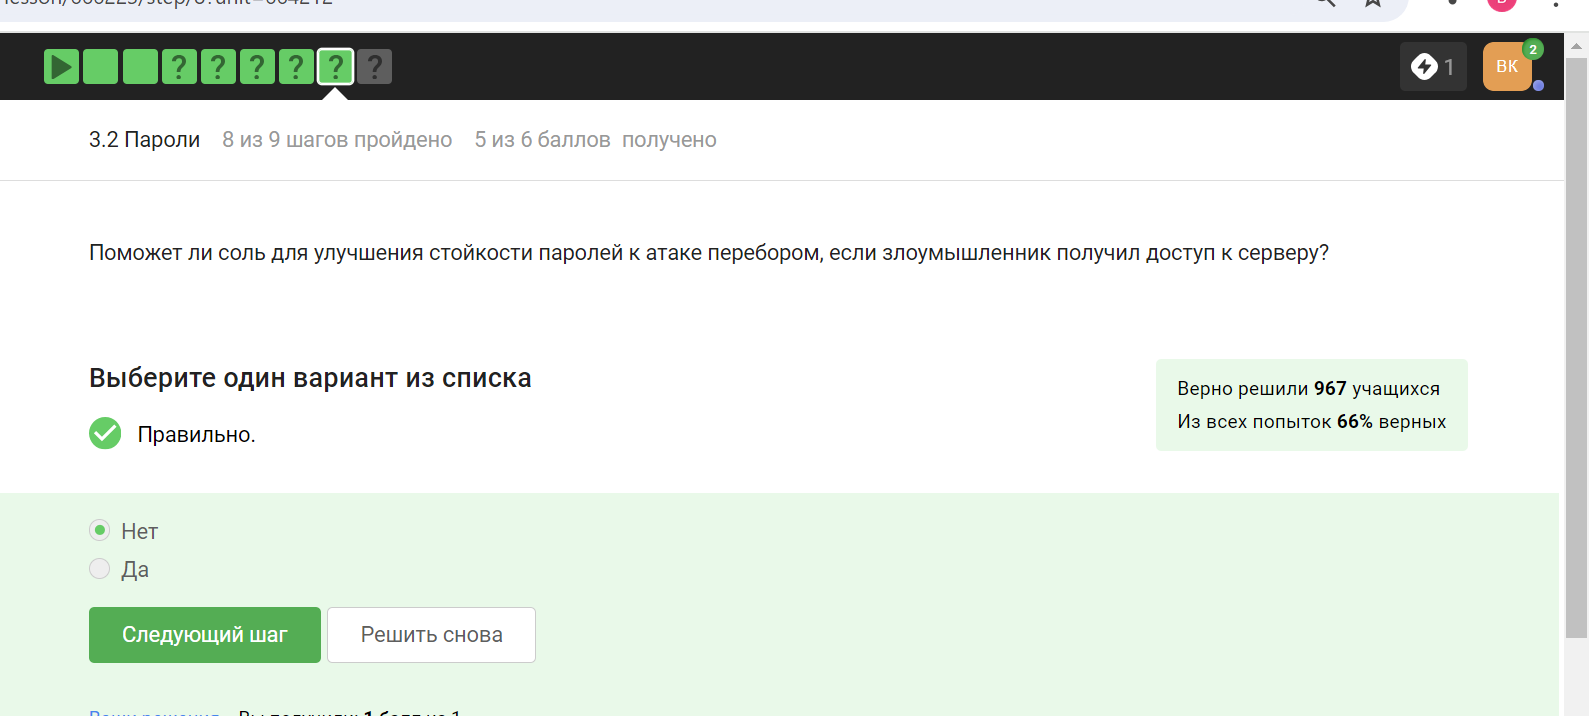 ? ? ? ? ? ?
1
ВК
2
3.2 Пароли 8 из 9 шагов пройдено 5 из 6 баллов получено
Поможет ли соль для улучшения стойкости паролей к атаке перебором, если злоумышленник получил доступ к серверу?
Выберите один вариант из списка
Правильно.
Верно решили 967 учащихся
Из всех попыток 66% верных
Нет
Да
Следующий шаг
Решить снова